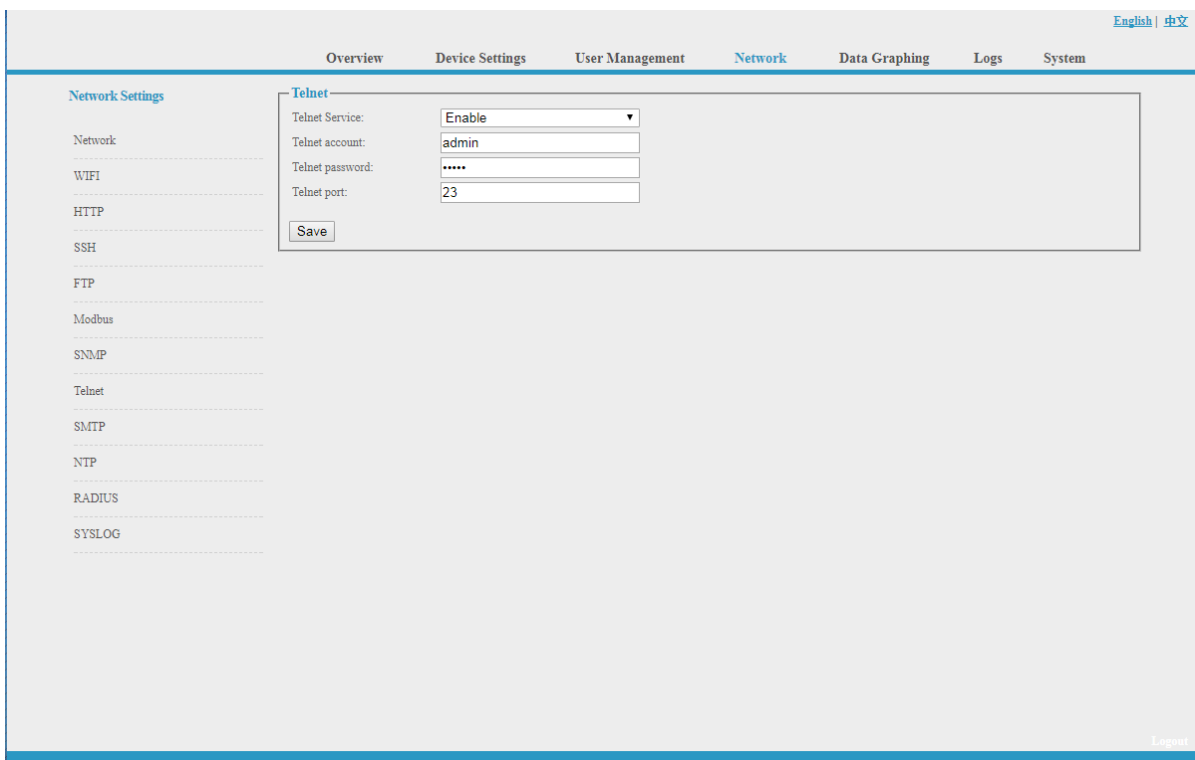 English | 中文
Overview Device Settings User Management Network Data Graphing Logs System
Network Settings
Network
WIFI
HTTP
SSH
FTP
Modbus
SNMP
Telnet
SMTP
NTP
RADIUS
SYSLOG
Telnet
Telnet Service: Enable
Telnet account: admin
Telnet password: •••••
Telnet port: 23
Save
Logout